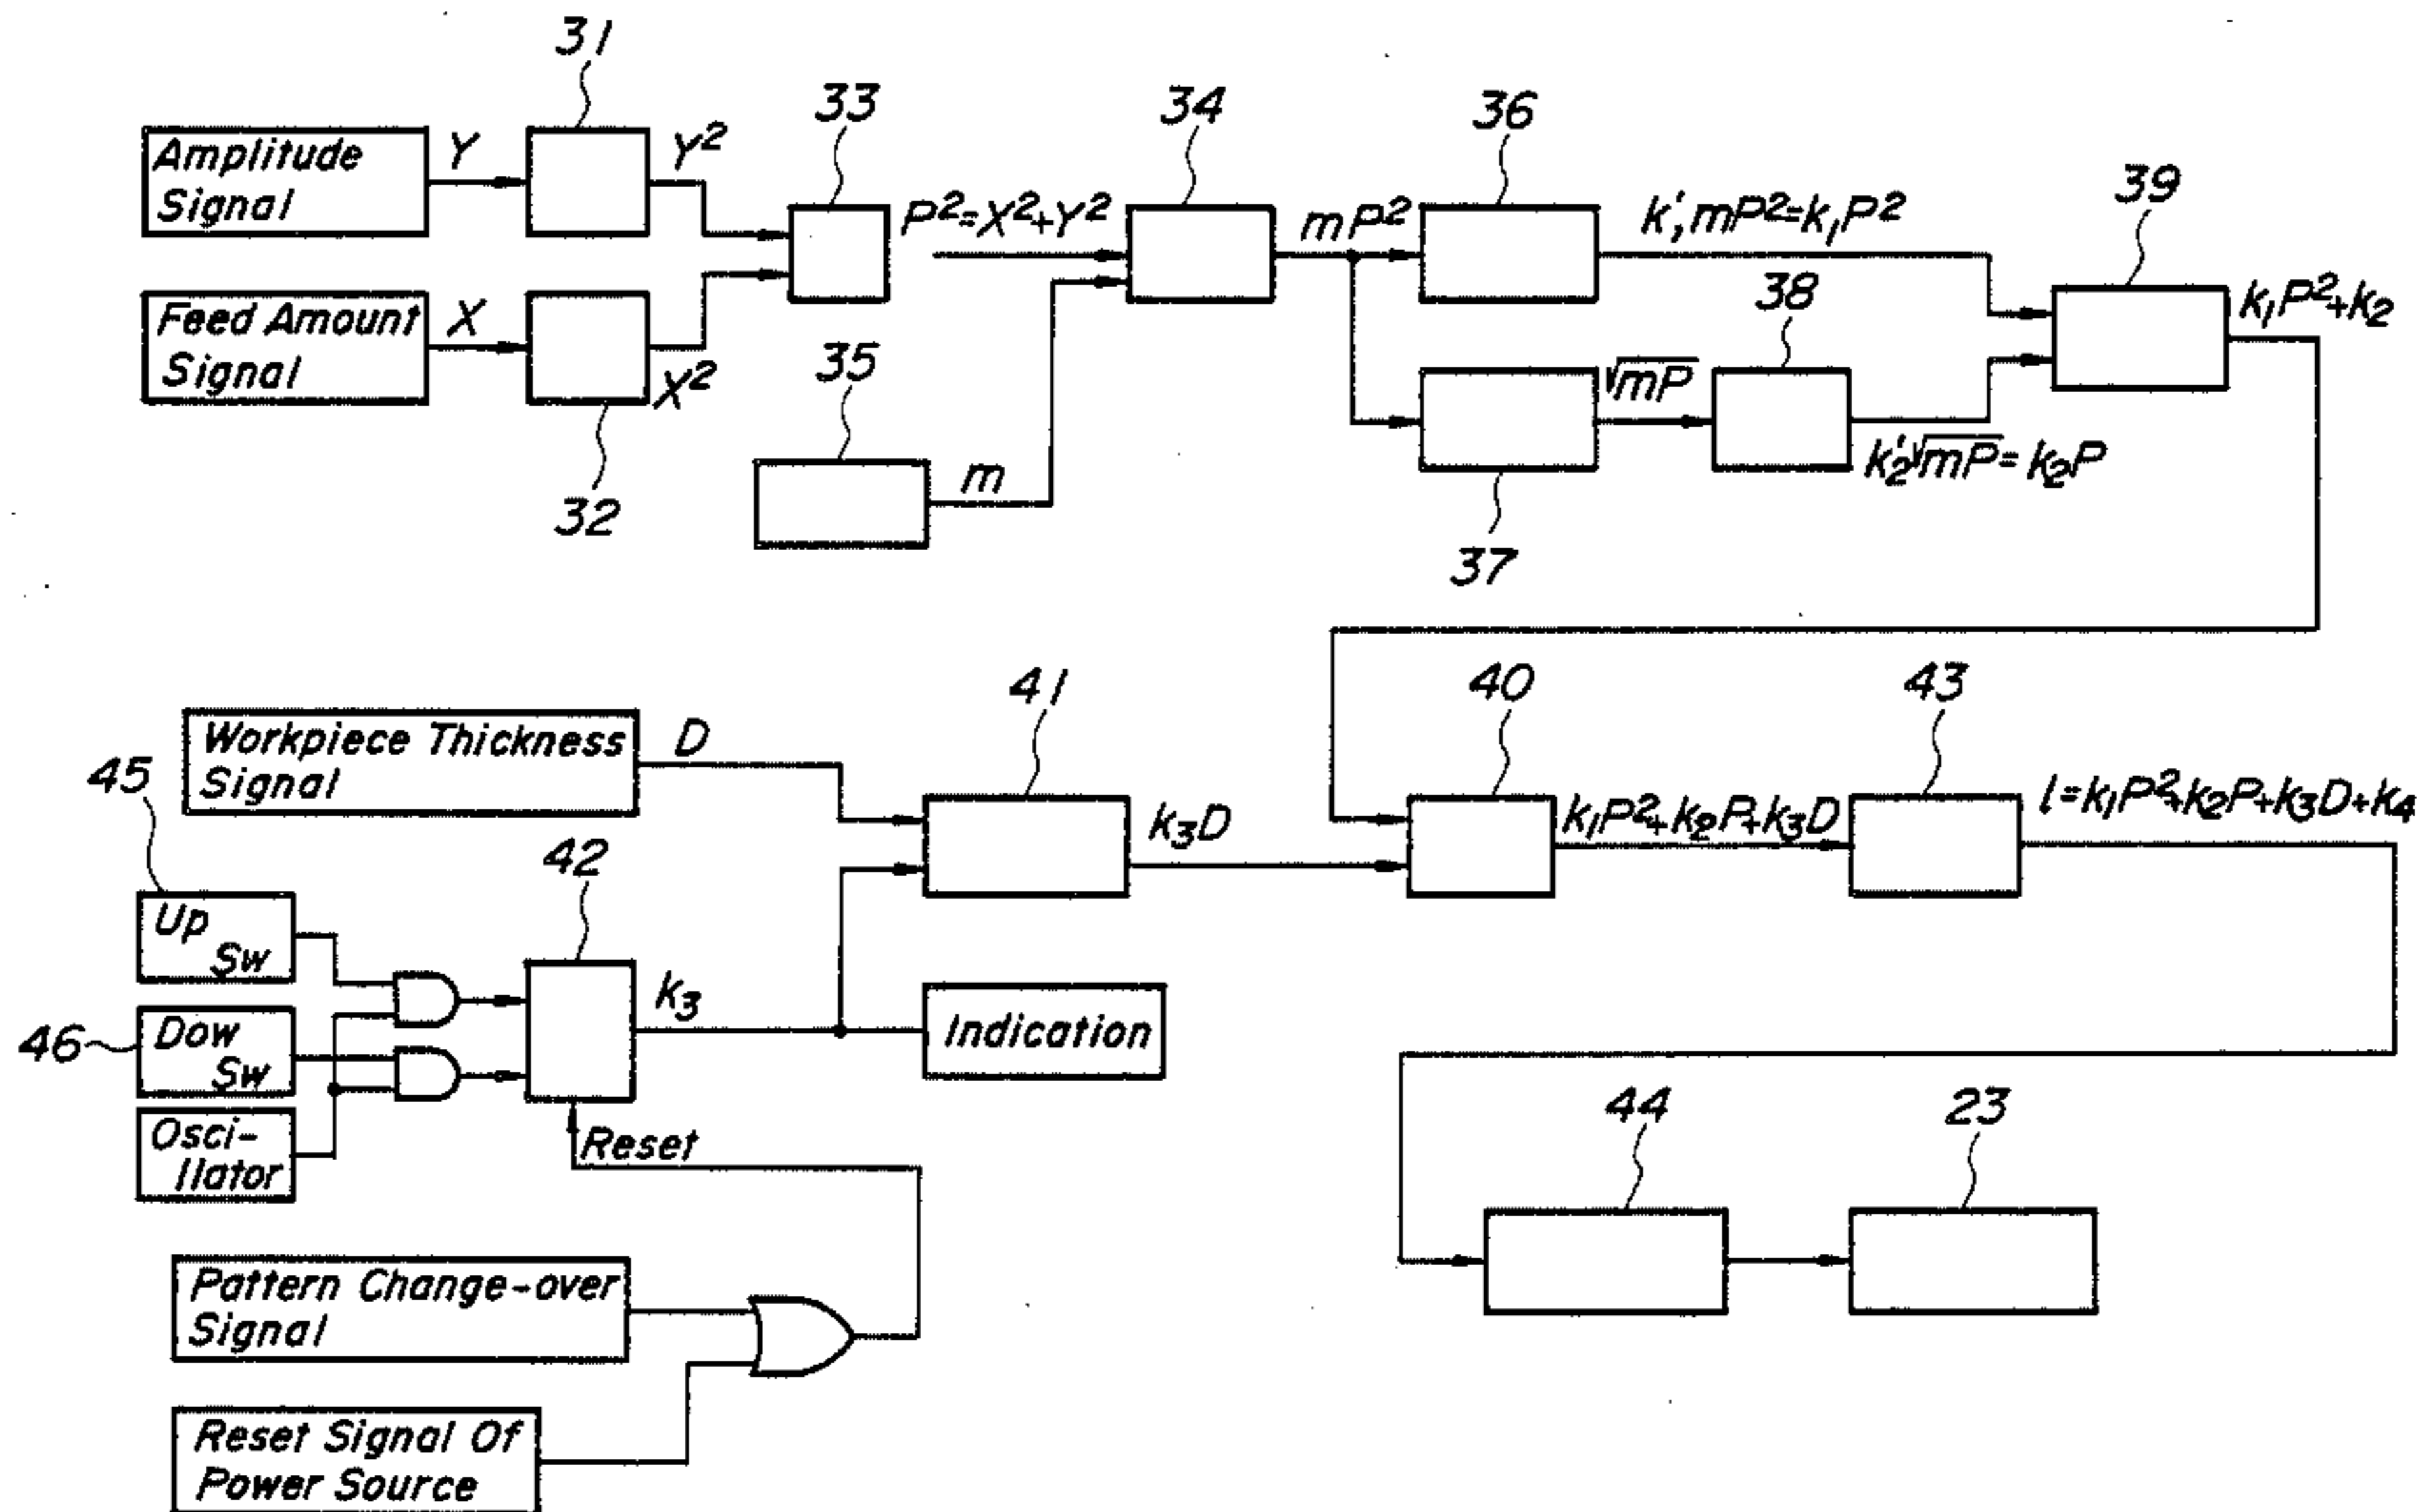 31
33
34
36
39
Amplitude
Signal
Y
Y²
P²=X²+Y²
mP²
k₁'mP²=k₁P²
38
k₁P²+k₂
Feed Amount
Signal
X
X²
35
√mP
k₂'√mP=k₂P
32
m
37
41
40
43
Workpiece Thickness
Signal
D
45
42
k₃D
k₁P²+k₂P+k₃D
l=k₁P²+k₂P+k₃D+k₄
Up
Sw
k₃
46
Dow
Sw
Indication
Osci-
llator
Reset
44
23
Pattern Change-over
Signal
Reset Signal Of
Power Source